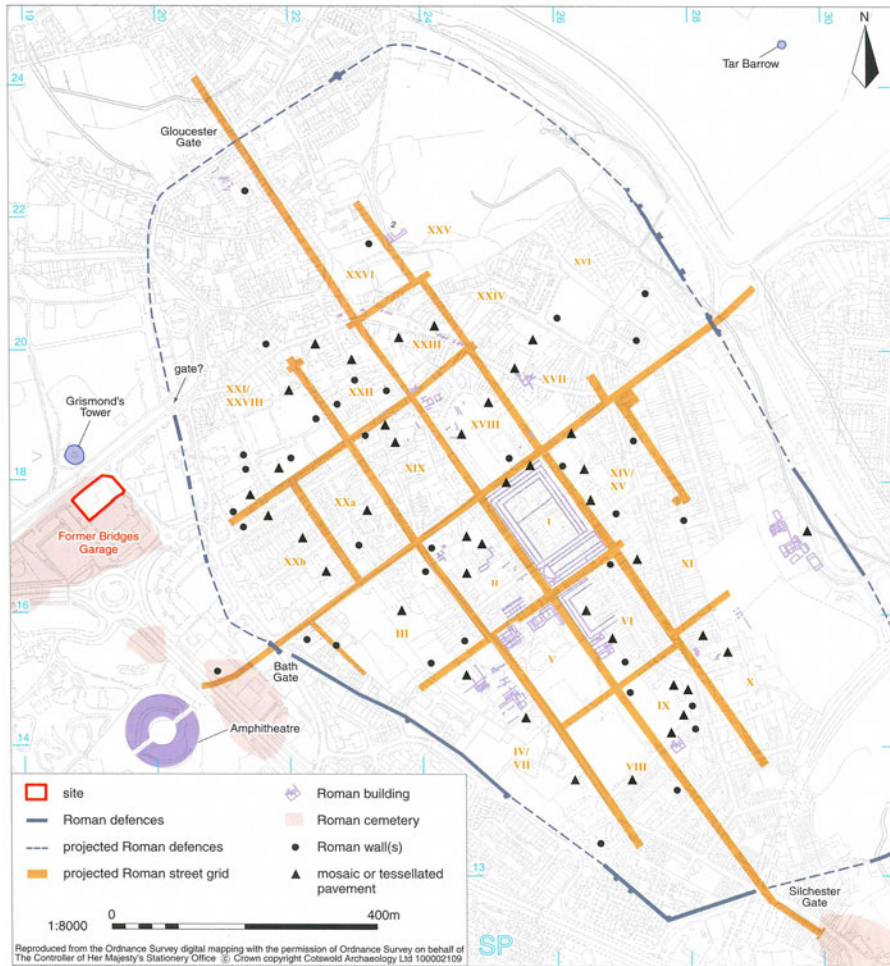 19
20
22
24
26
28
30
N
Tar Barrow
24
Gloucester
Gate
22
2
XXV
XVI
XXVI
XXIV
20
gate?
XXIII
XVII
XXI/
XXVIII
XXII
Grismond's
Tower
XVIII
18
XIX
XIV/
XV
Former Bridges
Garage
XXa
I
XXb
II
XI
16
III
VI
Bath
Gate
V
X
Amphitheatre
IX
14
IV/
VII
VIII
site
Roman defences
projected Roman defences
projected Roman street grid
Roman building
Roman cemetery
Roman wall(s)
mosaic or tessellated
pavement
13
Silchester
Gate
1:8000
0
400m
SP
Reproduced from the Ordnance Survey digital mapping with the permission of Ordnance Survey on behalf of
The Controller of Her Majesty's Stationery Office © Crown copyright Cotswold Archaeology Ltd 100002109